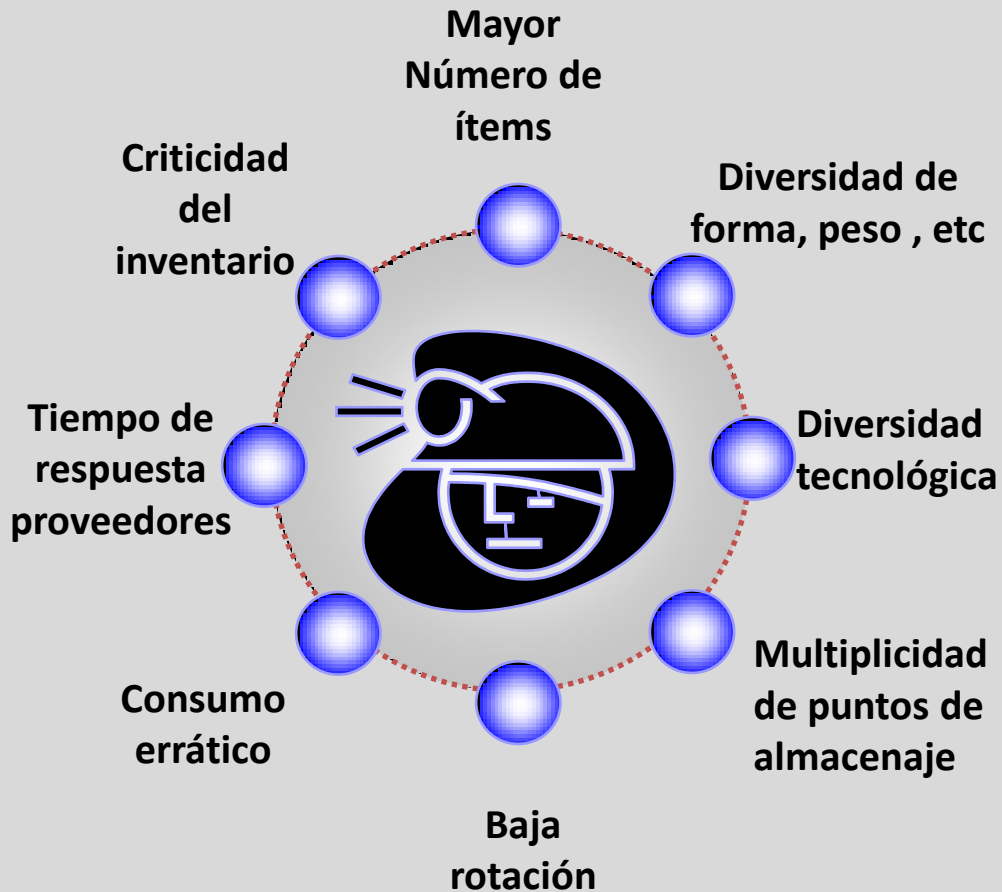 Mayor
Número de
ítems
Diversidad de
forma, peso , etc
Diversidad
tecnológica
Multiplicidad
de puntos de
almacenaje
Baja
rotación
Consumo
errático
Tiempo de
respuesta
proveedores
Criticidad
del
inventario